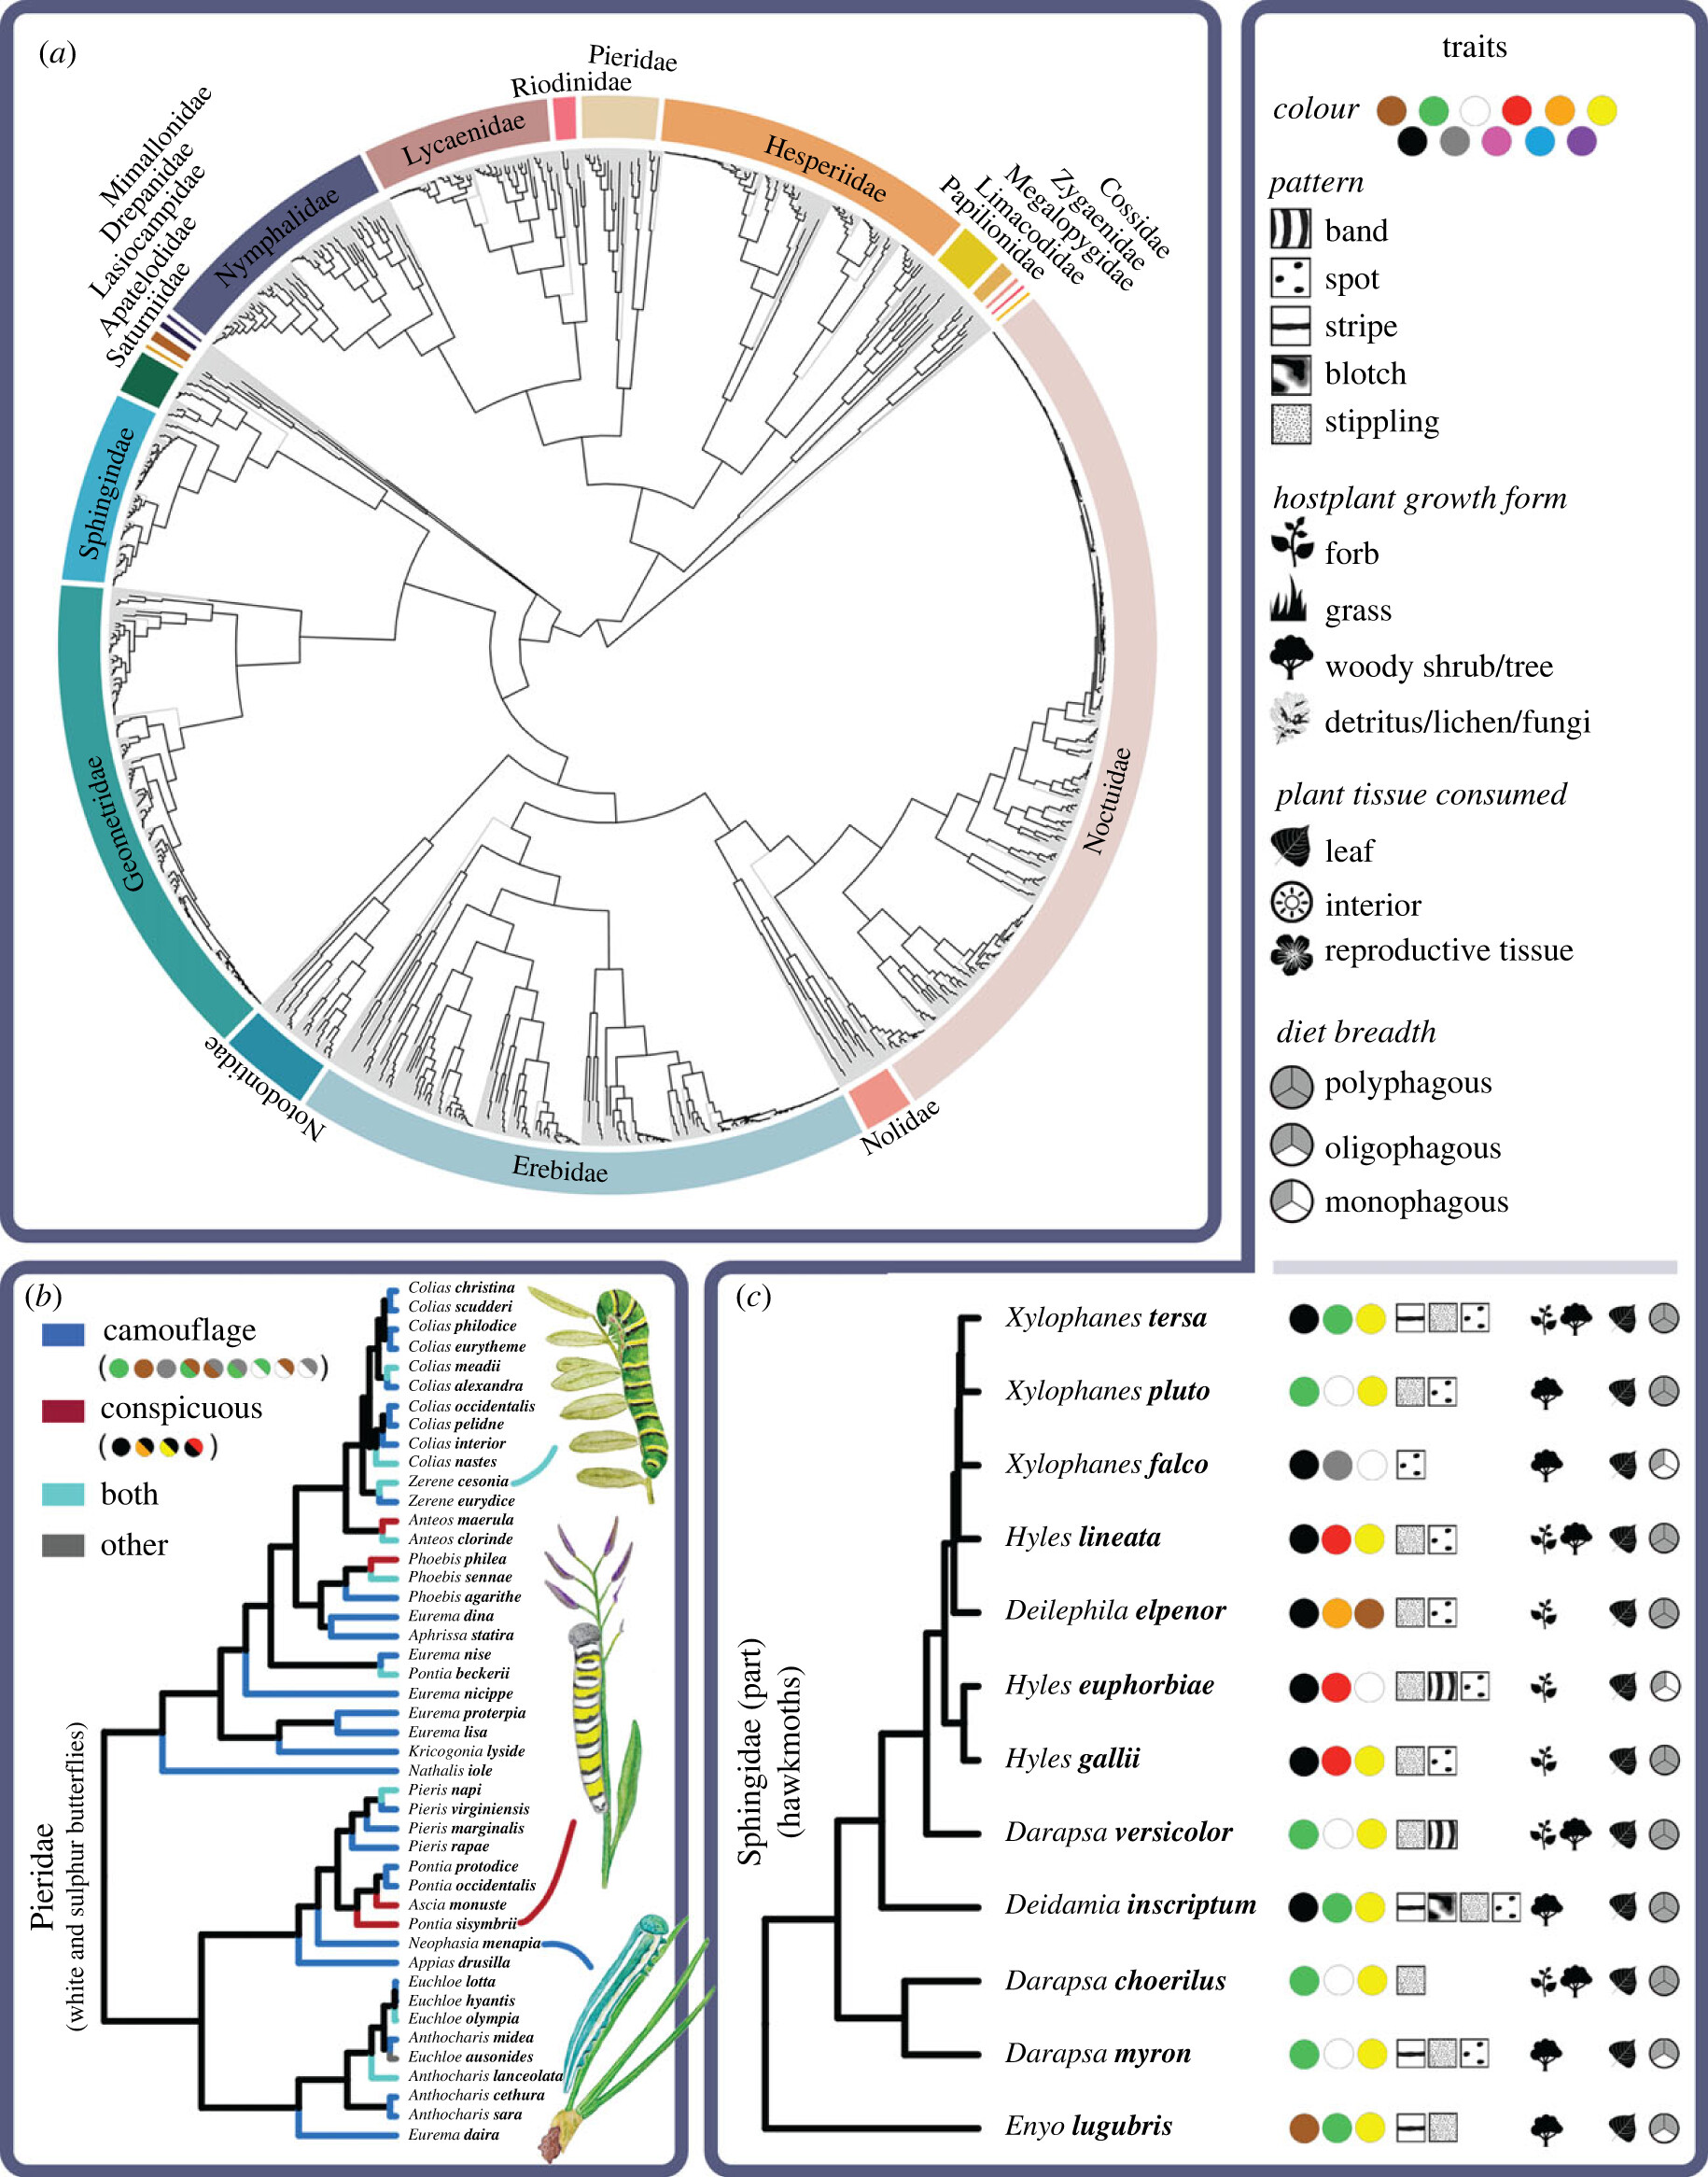 (a)
Mimallonidae
Drepanidae
Lasiocampidae
Apatelodidae
Saturniidae
Nymphalidae
Lycaenidae
Riodinidae
Pieridae
Hesperiidae
Papilionidae
Limacodidae
Megalopygidae
Zygaenidae
Cossidae
Sphingindae
Geometridae
Notodontidae
Erebidae
Nolidae
Noctuidae
traits
colour
pattern
band
spot
stripe
blotch
stippling
hostplant growth form
forb
grass
woody shrub/tree
detritus/lichen/fungi
plant tissue consumed
leaf
interior
reproductive tissue
diet breadth
polyphagous
oligophagous
monophagous
(b)
camouflage
( )
conspicuous
( )
both
other
Pieridae
(white and sulphur butterflies)
Colias christina
Colias scudderi
Colias philodice
Colias eurytheme
Colias meadii
Colias alexandra
Colias occidentalis
Colias pelidne
Colias interior
Colias nastes
Zerene cesonia
Zerene eurydice
Anteos maerula
Anteos clorinde
Phoebis philea
Phoebis sennae
Phoebis agarithe
Eurema dina
Aphrissa statira
Eurema nise
Pontia beckerii
Eurema nicippe
Eurema proterpia
Eurema lisa
Kricogonia lyside
Nathalis iole
Pieris napi
Pieris virginiensis
Pieris marginalis
Pieris rapae
Pontia protodice
Pontia occidentalis
Ascia monuste
Pontia sisymbrii
Neophasia menapia
Appias drusilla
Euchloe lotta
Euchloe hyantis
Euchloe olympia
Anthocharis midea
Euchloe ausonides
Anthocharis lanceolata
Anthocharis cethura
Anthocharis sara
Eurema daira
(c)
Sphingidae (part)
(hawkmoths)
Xylophanes tersa
Xylophanes pluto
Xylophanes falco
Hyles lineata
Deilephila elpenor
Hyles euphorbiae
Hyles gallii
Darapsa versicolor
Deidamia inscriptum
Darapsa choerilus
Darapsa myron
Enyo lugubris